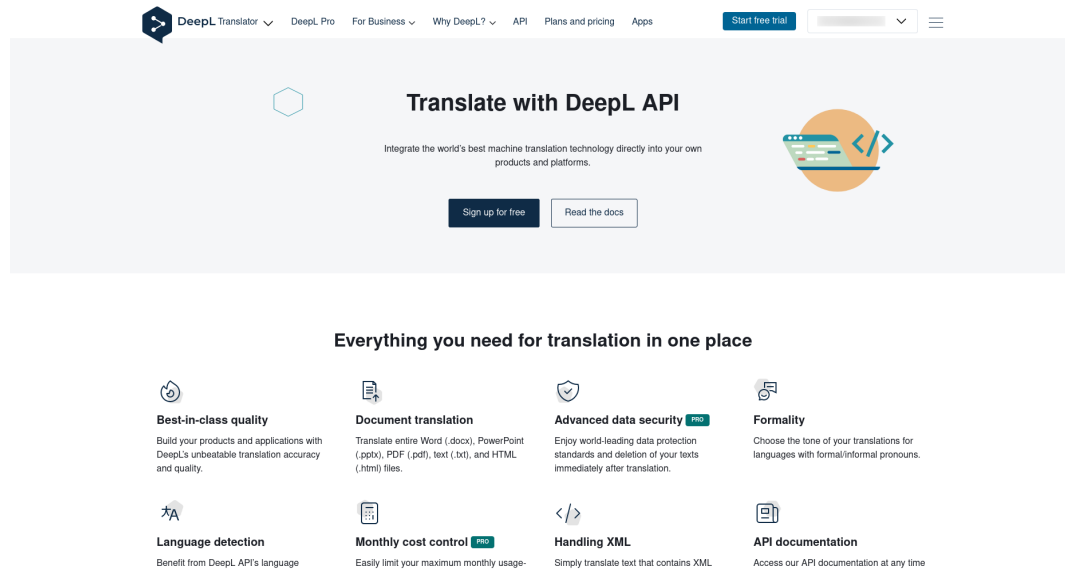 DeepL Translator DeepL Pro For Business Why DeepL? API Plans and pricing Apps Start free trial
Translate with DeepL API
Integrate the world's best machine translation technology directly into your own
products and platforms.
Sign up for free Read the docs
Everything you need for translation in one place
Best-in-class quality
Build your products and applications with
DeepL's unbeatable translation accuracy
and quality.
Document translation
Translate entire Word (.docx), PowerPoint
(.pptx), PDF (.pdf), text (.txt), and HTML
(.html) files.
Advanced data security PRO
Enjoy world-leading data protection
standards and deletion of your texts
immediately after translation.
Formality
Choose the tone of your translations for
languages with formal/informal pronouns.
Language detection
Benefit from DeepL API's language
Monthly cost control PRO
Easily limit your maximum monthly usage-
Handling XML
Simply translate text that contains XML
API documentation
Access our API documentation at any time